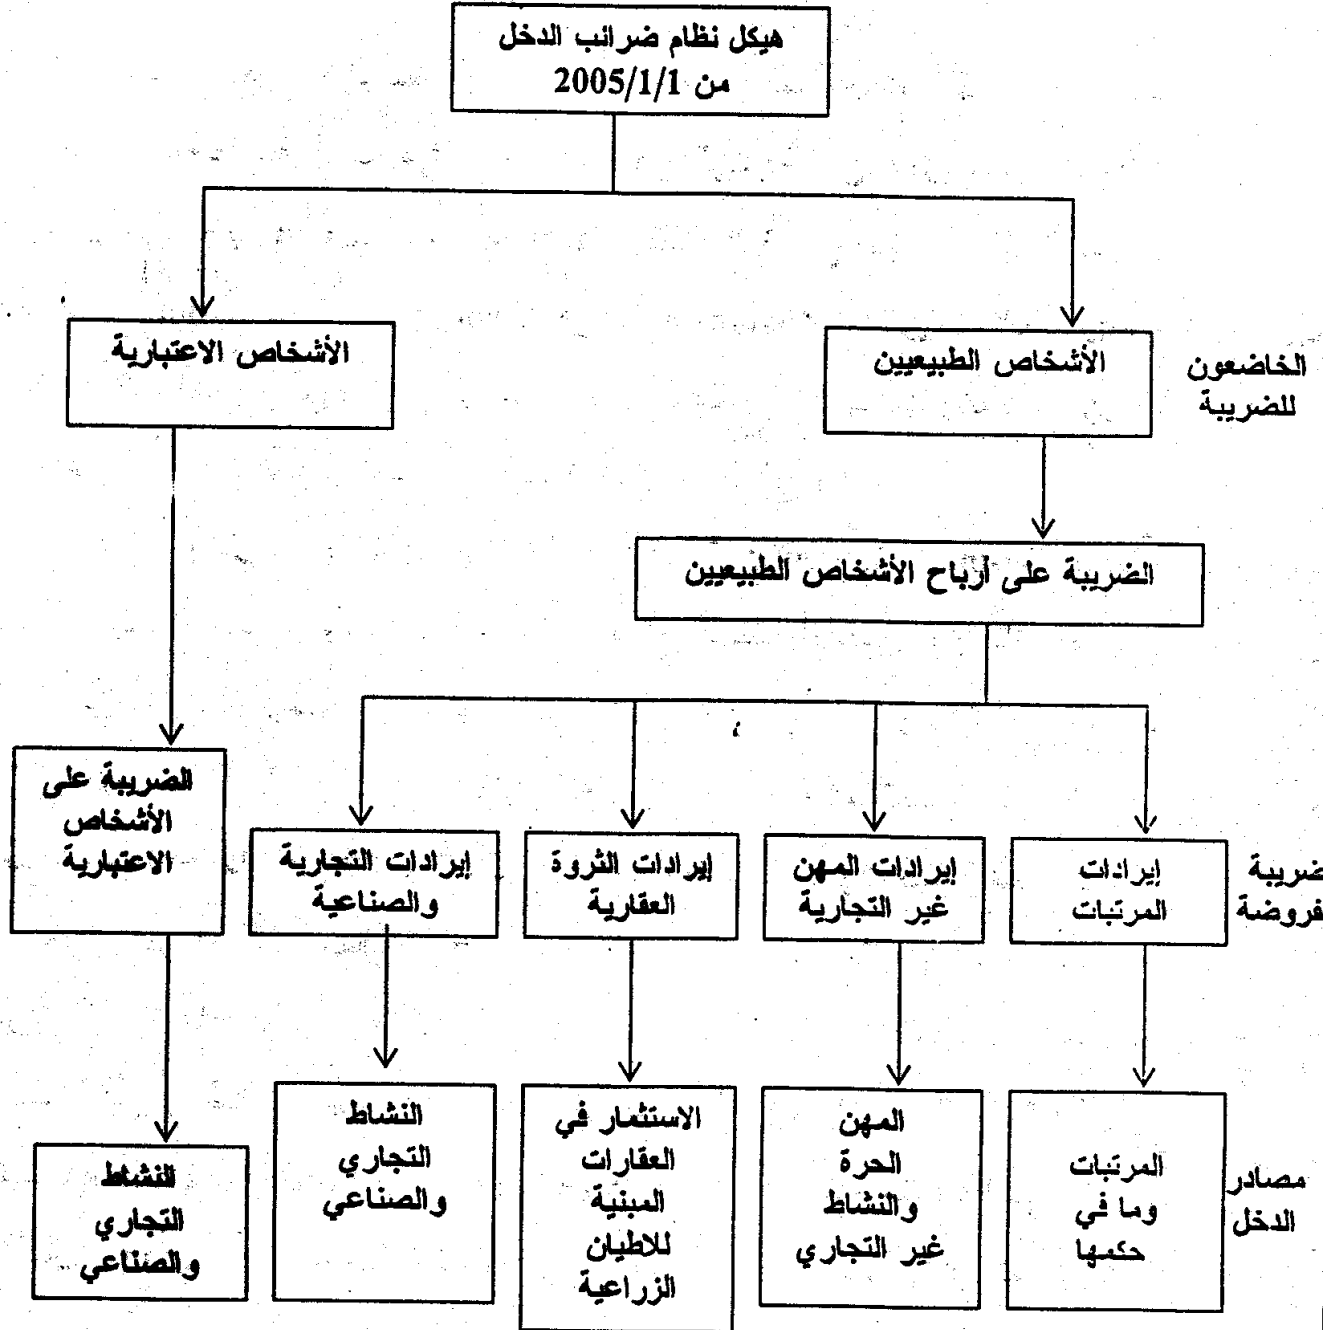 هيكل نظام ضرائب الدخل
من 2005/1/1
الخاضعون
للضريبة
الأشخاص الطبيعيين
الأشخاص الاعتبارية
الضريبة على أرباح الأشخاص الطبيعيين
ضريبة
فروضة
إيرادات
المرتبات
إيرادات المهن
غير التجارية
إيرادات الثروة
العقارية
إيرادات التجارية
والصناعية
الضريبة على
الأشخاص
الاعتبارية
مصادر
الدخل
المرتبات
وما في
حكمها
المهن
الحرة
والنشاط
غير التجاري
الاستثمار في
العقارات
المبنية
للاطيان
الزراعية
النشاط
التجاري
والصناعي
النشاط
التجاري
والصناعي